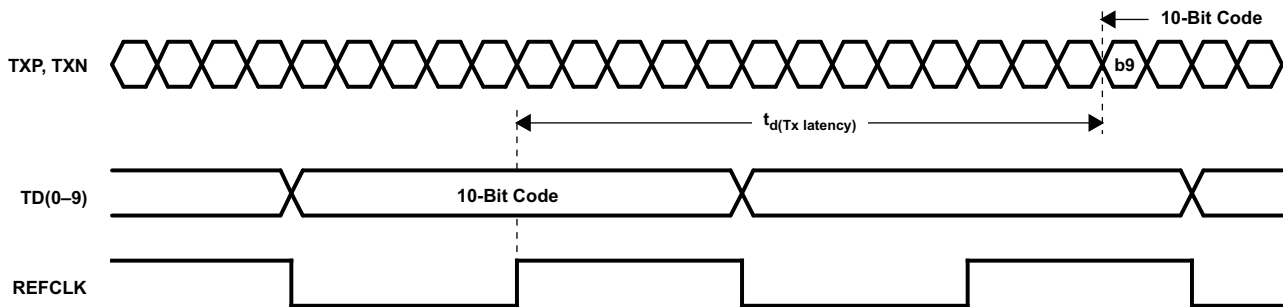 10-Bit Code
TXP, TXN
b9
td(Tx latency)
TD(0–9)
10-Bit Code
REFCLK